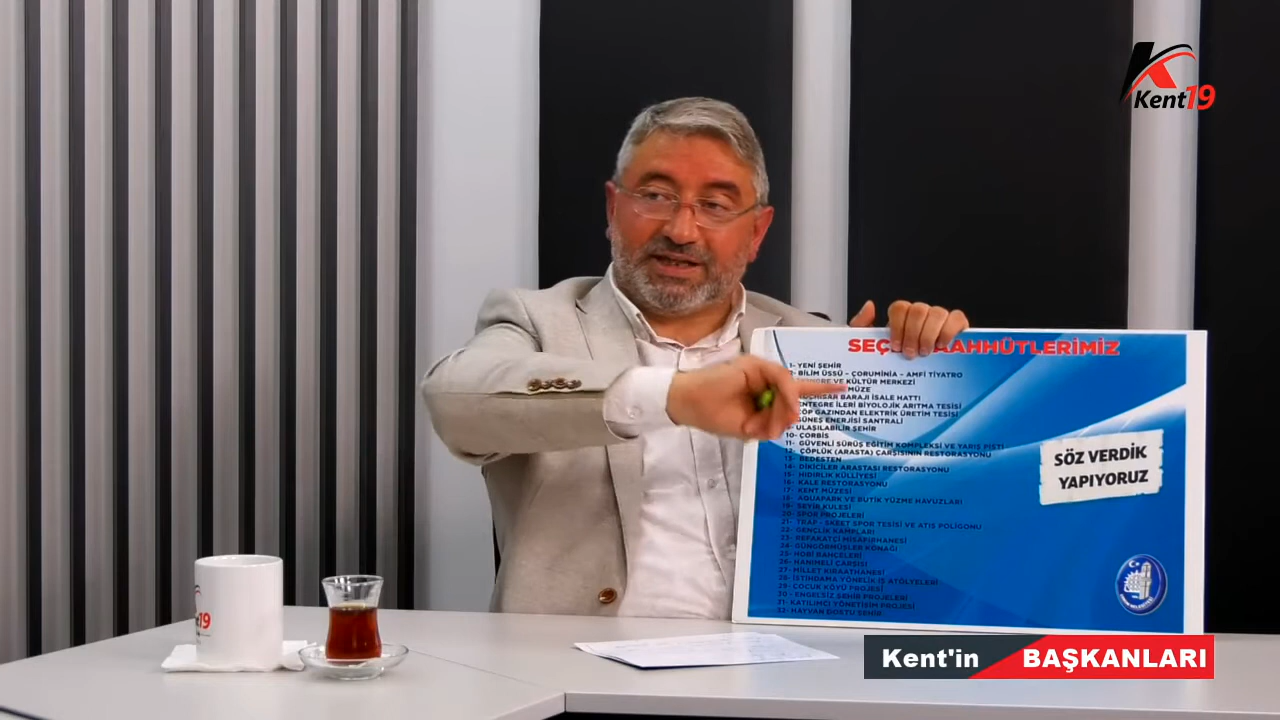 Kent19
SEÇ AAHHÜTLERİMİZ
1- YENİ ŞEHİR
2- BİLİM ÜSSÜ – ÇORUMİNİA – AMFİ TİYATRO
VE KÜLTÜR MERKEZİ
MÜZE
BARAJI İSALE HATTI
ENTEGRE İLERİ BİYOLOJİK ARITMA TESİSİ
ÇÖP GAZINDAN ELEKTRİK ÜRETİM TESİSİ
GÜNEŞ ENERJİSİ SANTRALİ
ULAŞILABİLİR ŞEHİR
10- ÇORBİS
11- GÜVENLİ SÜRÜŞ EĞİTİM KOMPLEKSİ VE YARIŞ PİSTİ
12- ÇÖPLÜK (ARASTA) ÇARŞISININ RESTORASYONU
13- BEDESTEN
14- DİKİCİLER ARASTASI RESTORASYONU
15- HIDIRLIK KÜLLİYESİ
16- KALE RESTORASYONU
17- KENT MÜZESİ
18- AQUAPARK VE BUTİK YÜZME HAVUZLARI
19- SEYİR KULESİ
20- SPOR PROJELERİ
21- TRAP - SKEET SPOR TESİSİ VE ATIŞ POLİGONU
22- GENÇLİK KAMPLARI
23- REFAKATÇİ MİSAFİRHANESİ
24- GÜNGÖRMÜŞLER KONAĞI
25- HOBİ BAHÇELERİ
26- HANIMELİ ÇARŞISI
27- MİLLET KIRAATHANESİ
28- İSTİHDAMA YÖNELİK İŞ ATÖLYELERİ
29- ÇOCUK KÖYÜ PROJESİ
30- ENGELSİZ ŞEHİR PROJELERİ
31- KATILIMCI YÖNETİŞİM PROJESİ
32- HAYVAN DOSTU ŞEHİR
SÖZ VERDİK
YAPIYORUZ
19
Kent'in BAŞKANLARI